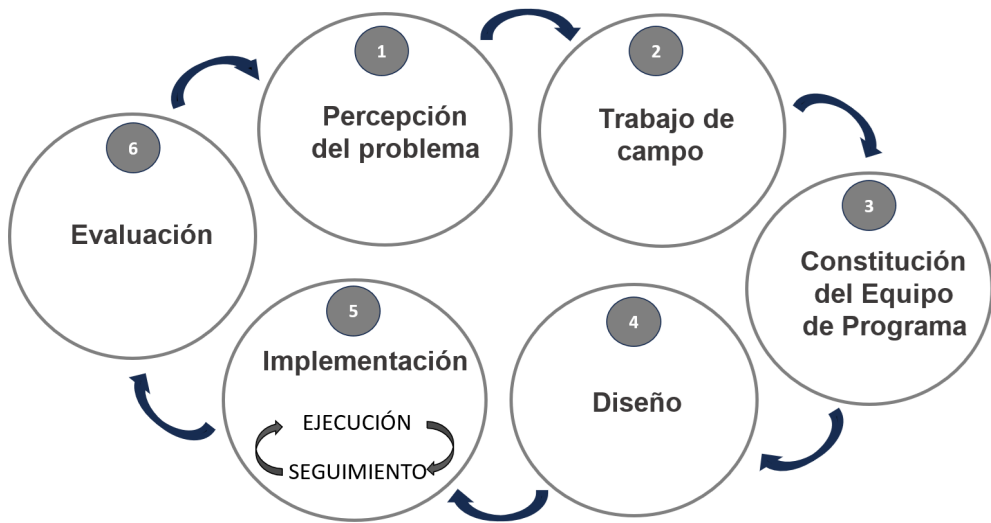 1
Percepción
del problema
2
Trabajo de
campo
3
Constitución
del Equipo
de Programa
4
Diseño
5
Implementación
EJECUCIÓN
SEGUIMIENTO
6
Evaluación